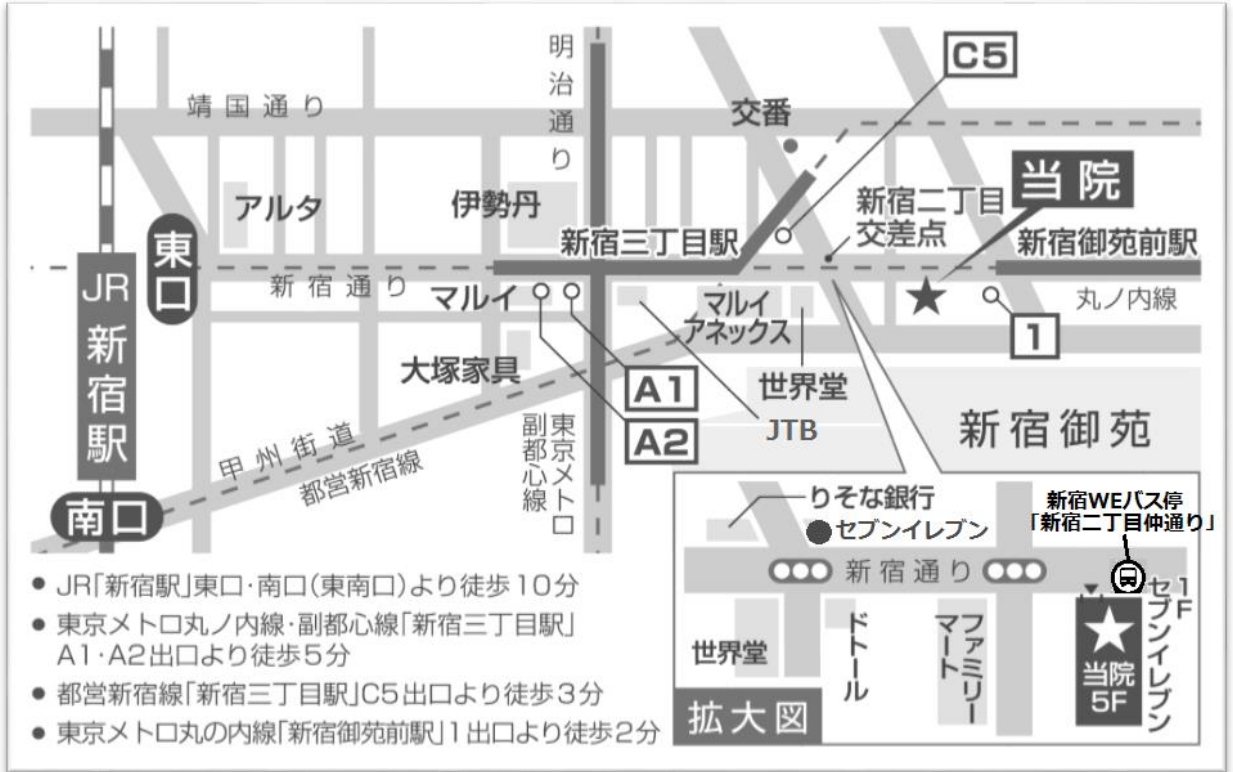 C5
明治通り
靖国通り
交番
当院
アルタ
伊勢丹
新宿二丁目
交差点
東口
新宿三丁目駅
新宿御苑前駅
JR新宿駅
新宿通り
マルイ
マルイ
アネックス
丸ノ内線
1
大塚家具
A1
世界堂
A2
JTB
新宿御苑
甲州街道
都営新宿線
東京メトロ
副都心線
南口
りそな銀行
セブンイレブン
新宿WEバス停
「新宿二丁目仲通り」
新宿通り
1F
セブンイレブン
世界堂
ドトール
ファミリー
マート
当院
5F
拡大図
● JR「新宿駅」東口・南口(東南口)より徒歩10分
● 東京メトロ丸ノ内線・副都心線「新宿三丁目駅」
A1・A2出口より徒歩5分
● 都営新宿線「新宿三丁目駅」C5出口より徒歩3分
● 東京メトロ丸の内線「新宿御苑前駅」1出口より徒歩2分